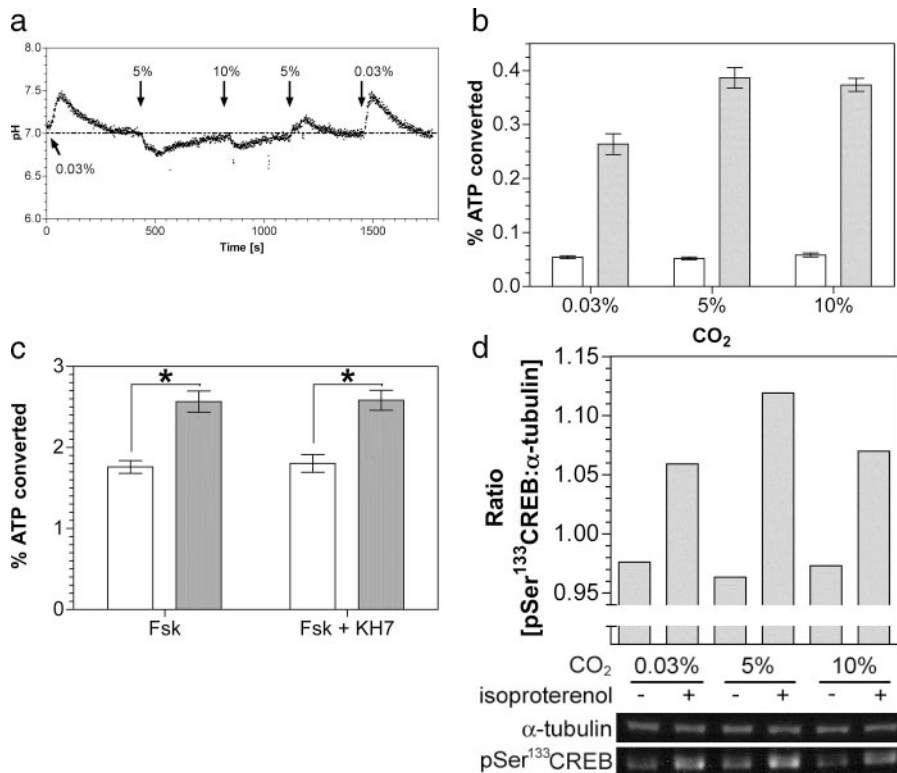 a
8.0
7.5
7.0
6.5
6.0
pH
5%
10%
5%
0.03%
0.03%
0
500
1000
1500
Time [s]
b
0.4
0.3
0.2
0.1
0.0
% ATP converted
0.03%
5%
10%
CO₂
c
3
2
1
0
% ATP converted
*
*
Fsk
Fsk + KH7
d
1.15
1.10
1.05
1.00
0.95
Ratio
[pSer¹³³CREB:α-tubulin]
CO₂ 0.03% 5% 10%
isoproterenol - + - + - +
α-tubulin
pSer¹³³CREB